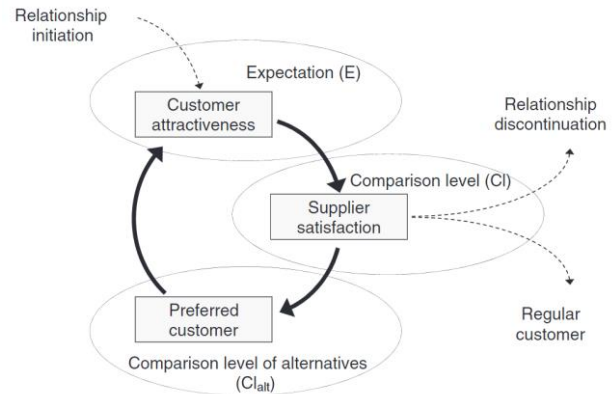 Relationship
initiation
Expectation (E)
Customer
attractiveness
Relationship
discontinuation
Comparison level (Cl)
Supplier
satisfaction
Preferred
customer
Regular
customer
Comparison level of alternatives
(Clalt)